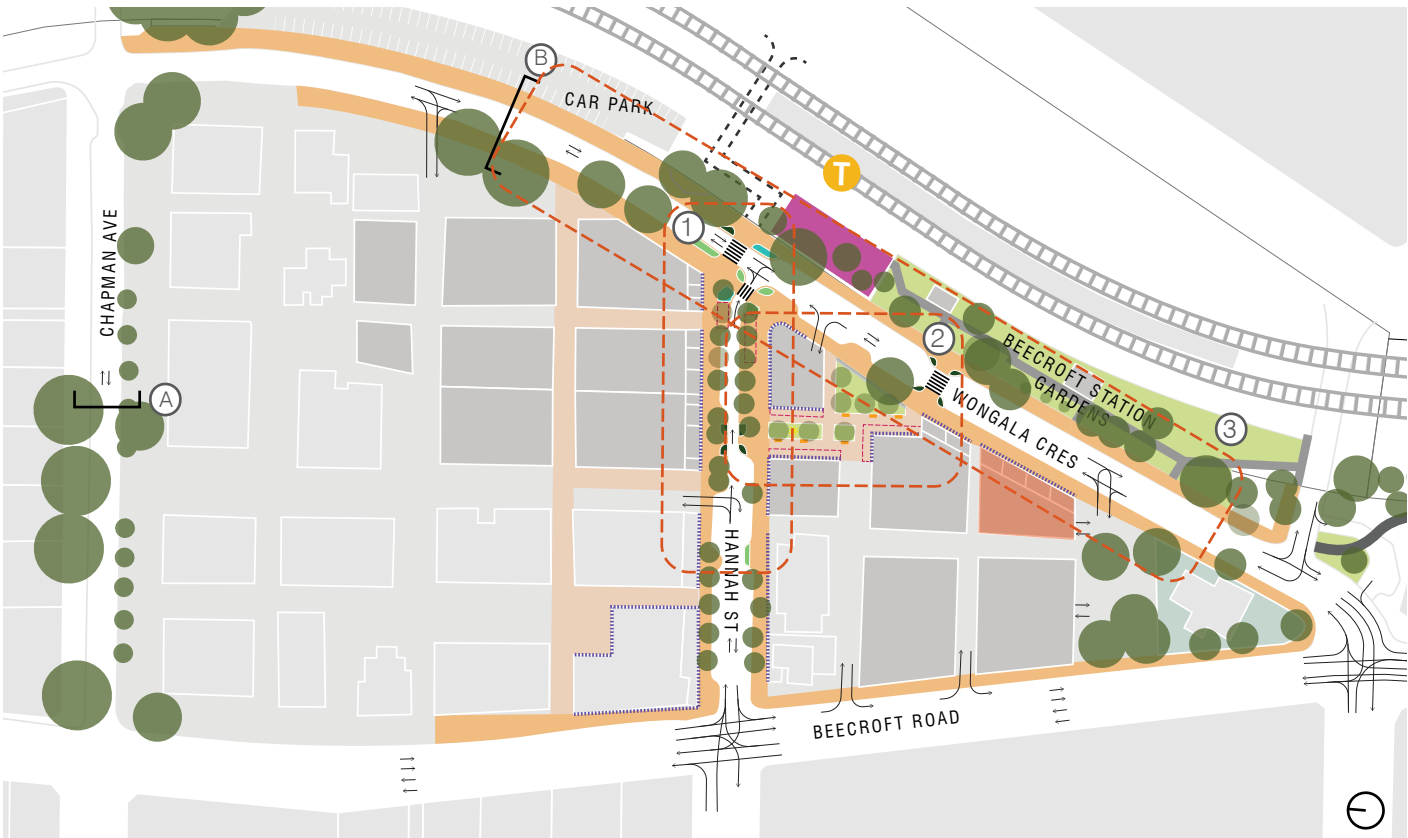 B
CAR PARK
T
CHAPMAN AVE
1
2
BEECROFT STATION
GARDENS
A
WONGALA CRES
3
HANNAH ST
BEECROFT ROAD